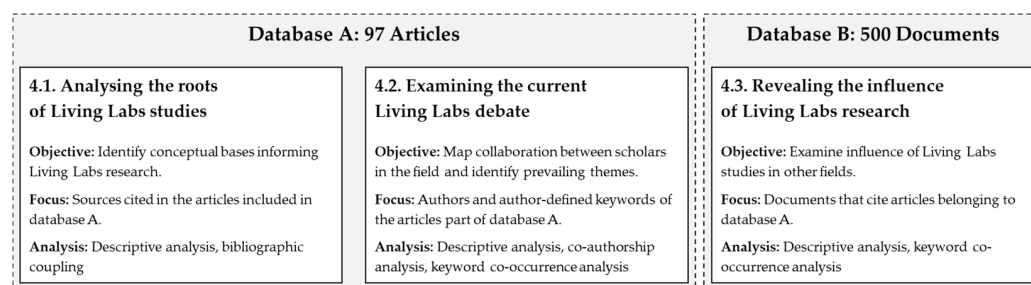 Database A: 97 Articles
4.1. Analysing the roots
of Living Labs studies
Objective: Identify conceptual bases informing
Living Labs research.
Focus: Sources cited in the articles included in
database A.
Analysis: Descriptive analysis, bibliographic
coupling
4.2. Examining the current
Living Labs debate
Objective: Map collaboration between scholars
in the field and identify prevailing themes.
Focus: Authors and author-defined keywords of
the articles part of database A.
Analysis: Descriptive analysis, co-authorship
analysis, keyword co-occurrence analysis
Database B: 500 Documents
4.3. Revealing the influence
of Living Labs research
Objective: Examine influence of Living Labs
studies in other fields.
Focus: Documents that cite articles belonging to
database A.
Analysis: Descriptive analysis, keyword co-
occurrence analysis